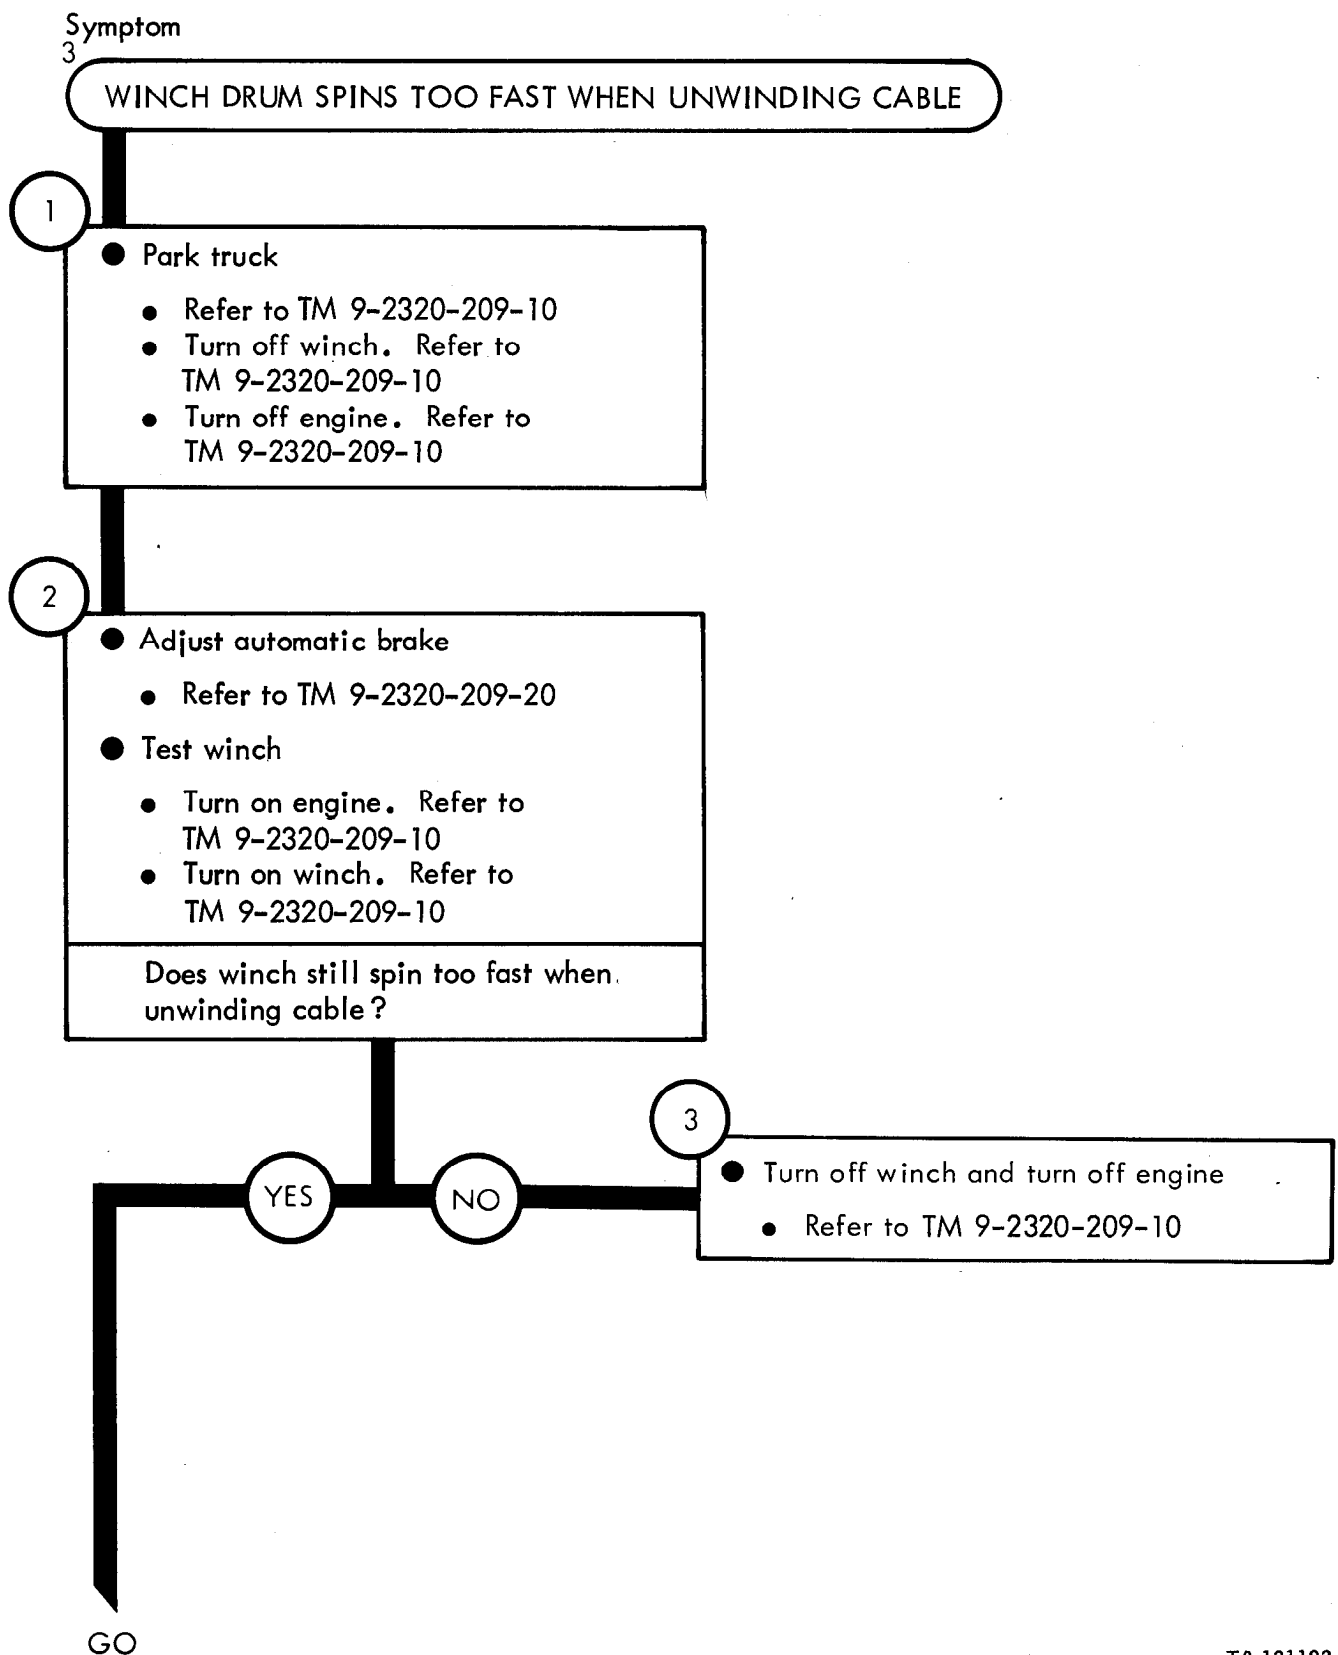 Symptom
3
WINCH DRUM SPINS TOO FAST WHEN UNWINDING CABLE
1
● Park truck
● Refer to TM 9-2320-209-10
● Turn off winch. Refer to
TM 9-2320-209-10
● Turn off engine. Refer to
TM 9-2320-209-10
2
● Adjust automatic brake
● Refer to TM 9-2320-209-20
● Test winch
● Turn on engine. Refer to
TM 9-2320-209-10
● Turn on winch. Refer to
TM 9-2320-209-10
Does winch still spin too fast when
unwinding cable?
3
● Turn off winch and turn off engine
● Refer to TM 9-2320-209-10
YES
NO
GO